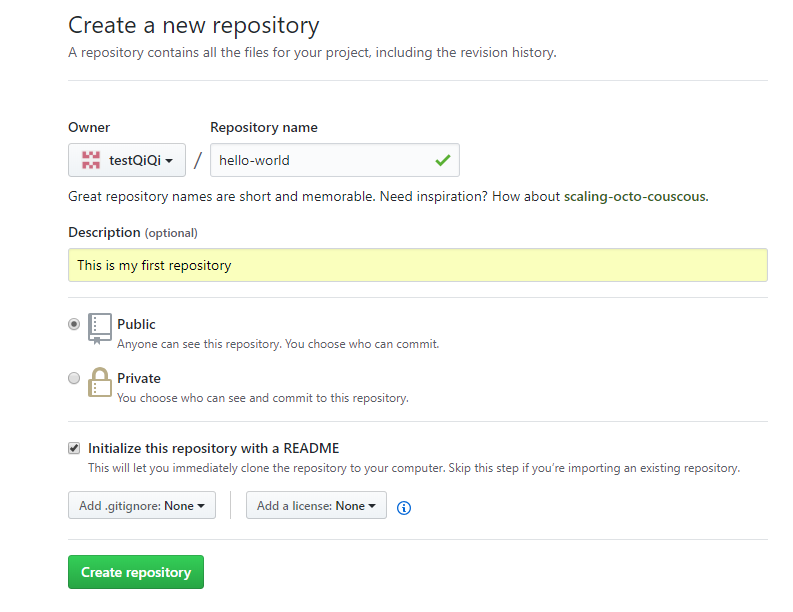 Create a new repository
A repository contains all the files for your project, including the revision history.
Owner
Repository name
testQiQi / hello-world
Great repository names are short and memorable. Need inspiration? How about scaling-octo-couscous.
Description (optional)
This is my first repository
Public
Anyone can see this repository. You choose who can commit.
Private
You choose who can see and commit to this repository.
Initialize this repository with a README
This will let you immediately clone the repository to your computer. Skip this step if you’re importing an existing repository.
Add .gitignore: None
Add a license: None
Create repository